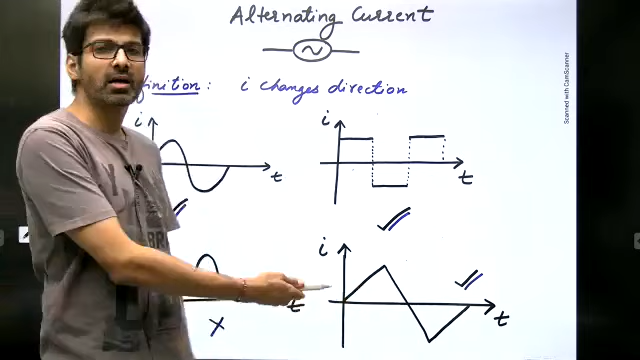 Alternating Current
finition : i changes direction
i
t
i
t
t
X
i
t
Scanned with CamScanner